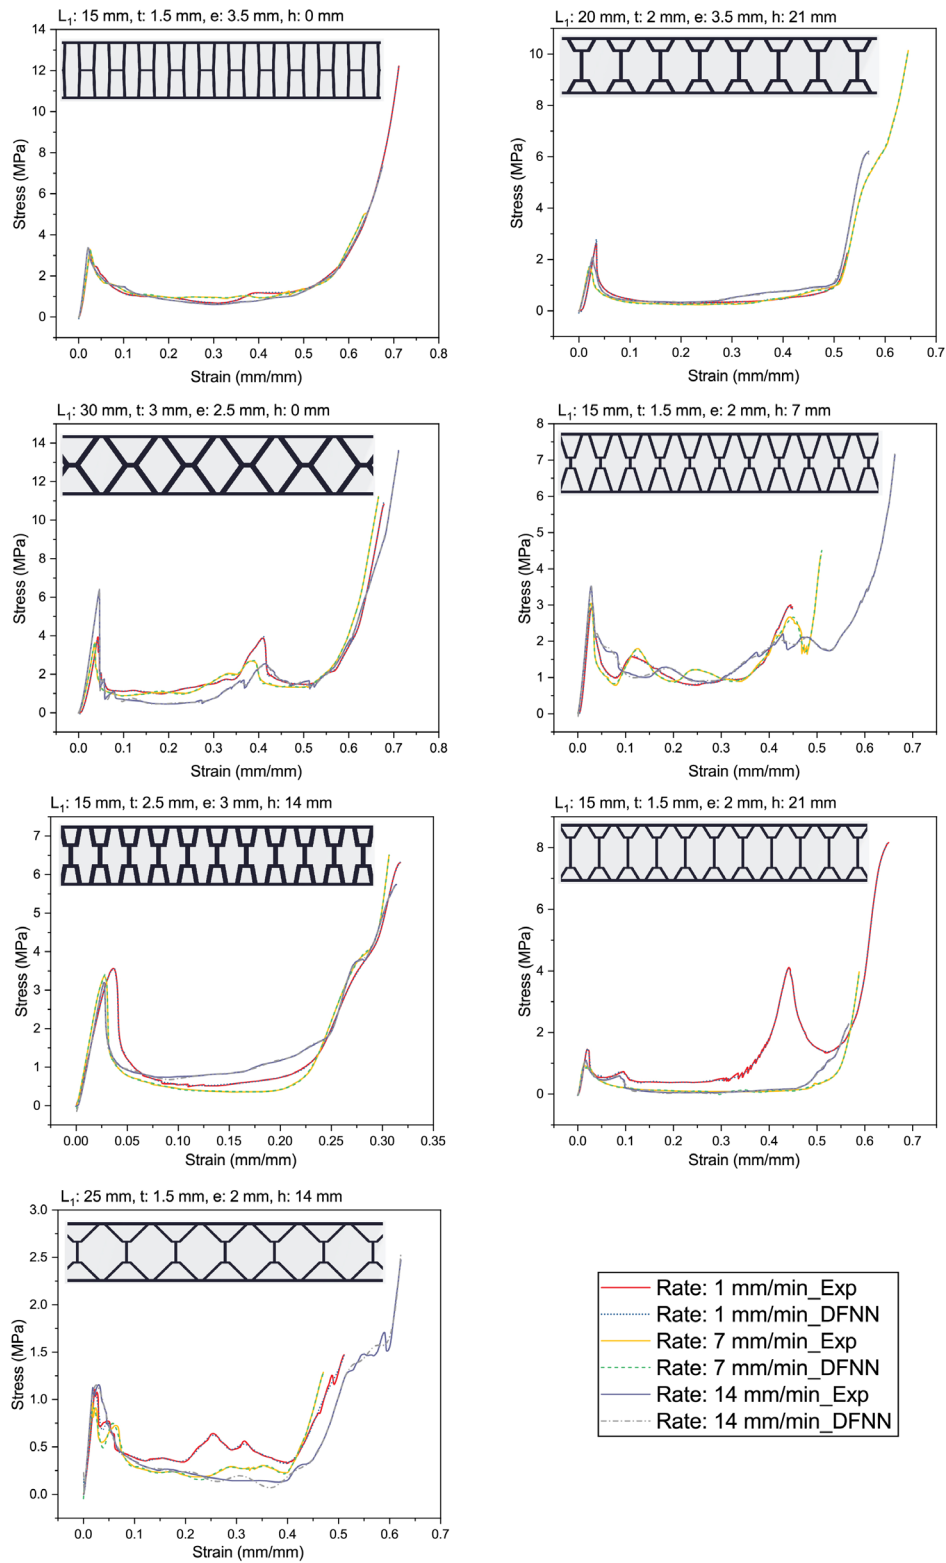 L₁: 15 mm, t: 1.5 mm, e: 3.5 mm, h: 0 mm
14
12
10
8
6
4
2
0
Stress (MPa)
0.0 0.1 0.2 0.3 0.4 0.5 0.6 0.7 0.8
Strain (mm/mm)
L₁: 20 mm, t: 2 mm, e: 3.5 mm, h: 21 mm
10
8
6
4
2
0
Stress (MPa)
0.0 0.1 0.2 0.3 0.4 0.5 0.6 0.7
Strain (mm/mm)
L₁: 30 mm, t: 3 mm, e: 2.5 mm, h: 0 mm
14
12
10
8
6
4
2
0
Stress (MPa)
0.0 0.1 0.2 0.3 0.4 0.5 0.6 0.7 0.8
Strain (mm/mm)
L₁: 15 mm, t: 1.5 mm, e: 2 mm, h: 7 mm
8
7
6
5
4
3
2
1
0
Stress (MPa)
0.0 0.1 0.2 0.3 0.4 0.5 0.6 0.7
Strain (mm/mm)
L₁: 15 mm, t: 2.5 mm, e: 3 mm, h: 14 mm
7
6
5
4
3
2
1
0
Stress (MPa)
0.00 0.05 0.10 0.15 0.20 0.25 0.30 0.35
Strain (mm/mm)
L₁: 15 mm, t: 1.5 mm, e: 2 mm, h: 21 mm
8
6
4
2
0
Stress (MPa)
0.0 0.1 0.2 0.3 0.4 0.5 0.6 0.7
Strain (mm/mm)
L₁: 25 mm, t: 1.5 mm, e: 2 mm, h: 14 mm
3.0
2.5
2.0
1.5
1.0
0.5
0.0
Stress (MPa)
0.0 0.1 0.2 0.3 0.4 0.5 0.6 0.7
Strain (mm/mm)
Rate: 1 mm/min_Exp
Rate: 1 mm/min_DFNN
Rate: 7 mm/min_Exp
Rate: 7 mm/min_DFNN
Rate: 14 mm/min_Exp
Rate: 14 mm/min_DFNN